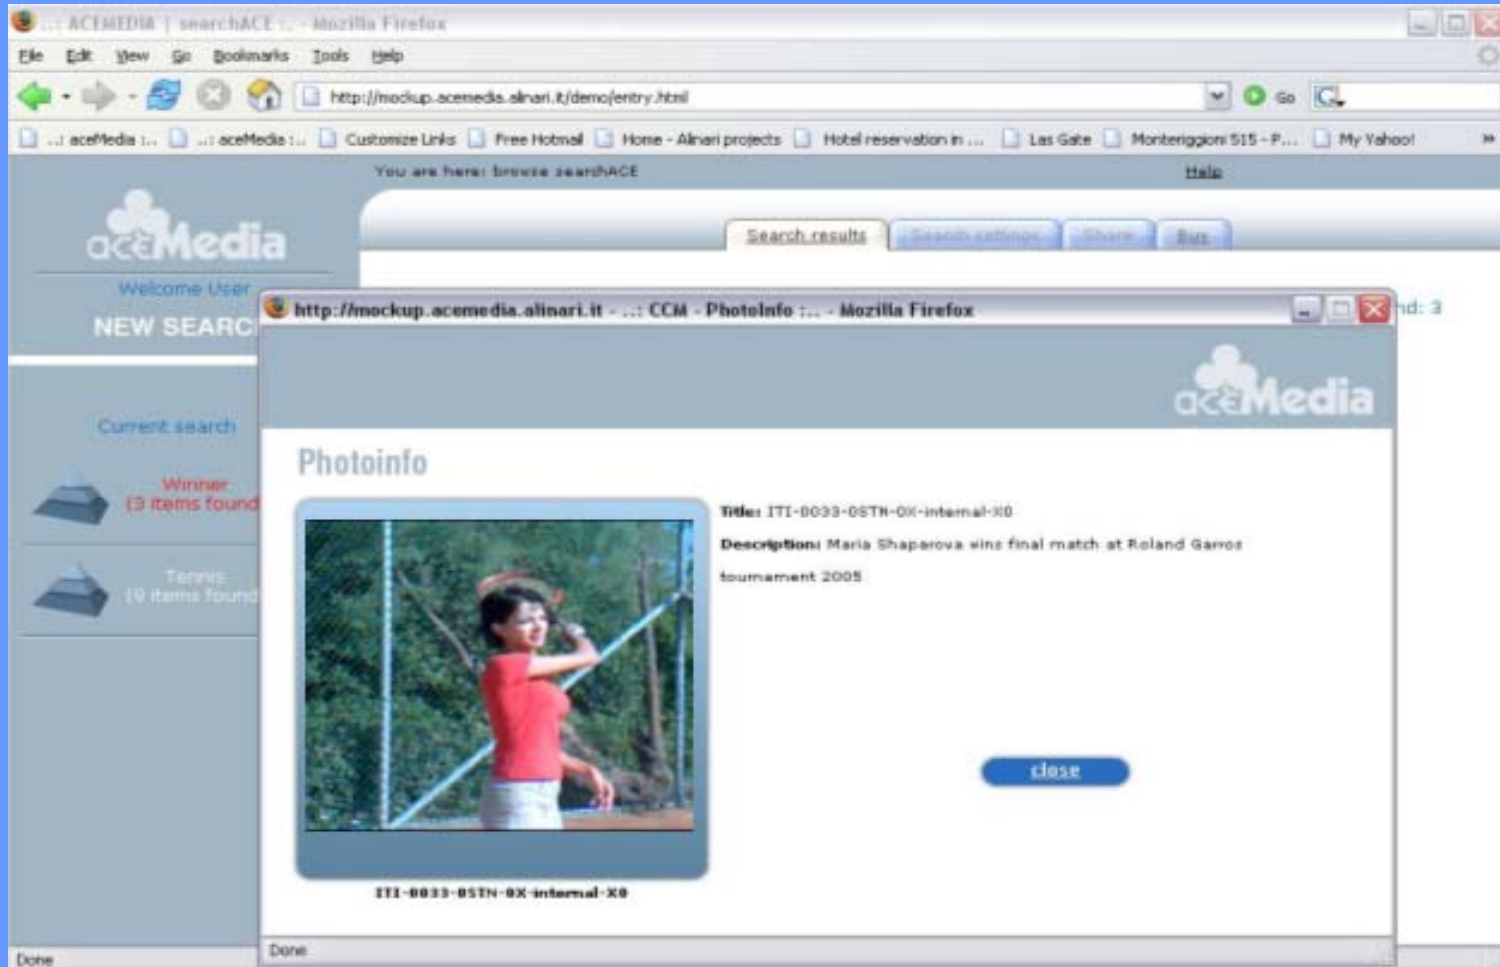 ..: ACEMEDIA | searchACE :.. - Mozilla Firefox
File Edit View Go Bookmarks Tools Help
http://mockup.acemedia.alinari.it/demo/entry.html Go
..: aceMedia :.. ..: aceMedia :.. Customize Links Free Hotmail Home - Alinari projects Hotel reservation in ... Las Gate Monteriggioni 515 - P... My Yahoo!
You are here: browse searchACE Help
aceMedia
Search results Search settings Share Buy
Welcome User
NEW SEARC
nd: 3
http://mockup.acemedia.alinari.it - ..: CCM - PhotoInfo :.. - Mozilla Firefox
aceMedia
Current search
Photoinfo
Winner
(3 items found
Tennis
(9 items found
Title: ITI-0033-0STN-0X-internal-X0
Description: Maria Shaparova wins final match at Roland Garros
tournament 2005
close
ITI-0033-0STN-0X-internal-X0
Done
Done